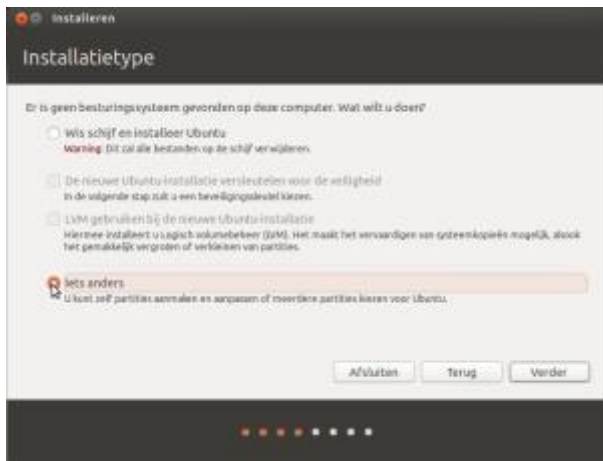 Installeren
Installatietype
Er is geen besturingssysteem gevonden op deze computer. Wat wilt u doen?
Wis schijf en installeer Ubuntu
Warning: Dit zal alle bestanden op de schijf verwijderen.
De nieuwe Ubuntu-installatie versleutelen voor de veiligheid
In de volgende stap zult u een beveiligingssleutel kiezen.
LVM gebruiken bij de nieuwe Ubuntu-installatie
Hiermee installeert u Logisch volumebeheer (LVM). Het maakt het vervaardigen van systeemkopieën mogelijk, alsook
het gemakkelijk vergroten of verkleinen van partities.
Iets anders
U kunt zelf partities aanmaken en aanpassen of meerdere partities kiezen voor Ubuntu.
Afsluiten Terug Verder